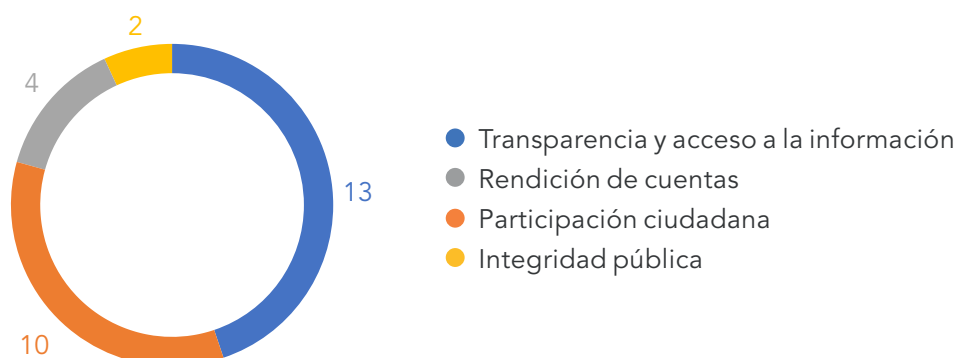 2
4
13
10
Transparencia y acceso a la información
Rendición de cuentas
Participación ciudadana
Integridad pública